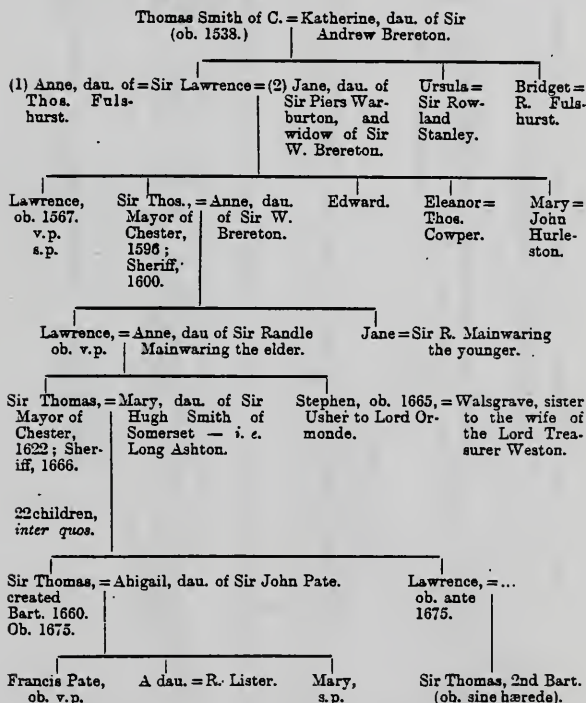 Thomas Smith of C. = Katherine, dau. of Sir
(ob. 1538.) Andrew Brereton.
(1) Anne, dau. of = Sir Lawrence = (2) Jane, dau. of
Thos. Fuls-
hurst.
Sir Piers War-
burton, and
widow of Sir
W. Brereton.
Ursula =
Sir Row-
land
Stanley.
Bridget =
R. Fuls-
hurst.
Lawrence,
ob. 1567.
v.p.
s.p.
Sir Thos., = Anne, dau.
Mayor of
Chester,
1596;
Sheriff,
1600.
of Sir W.
Brereton.
Edward.
Eleanor =
Thos.
Cowper.
Mary =
John
Hurle-
ston.
Lawrence, = Anne, dau of Sir Randle
ob. v.p. Mainwaring the elder.
Jane = Sir R. Mainwaring
the younger.
Sir Thomas, = Mary, dau. of Sir
Mayor of
Chester,
1622; Sher-
iff, 1666.
Hugh Smith of
Somerset — i. e.
Long Ashton.
Stephen, ob. 1665, = Walsgrave, sister
Usher to Lord Or-
monde.
to the wife of
the Lord Trea-
surer Weston.
22 children,
inter quos.
Sir Thomas, = Abigail, dau. of Sir John Pate.
created
Bart. 1660.
Ob. 1675.
Lawrence, = ...
ob. ante
1675.
Francis Pate,
ob. v.p.
A dau. = R. Lister.
Mary,
s.p.
Sir Thomas, 2nd Bart.
(ob. sine hærede).